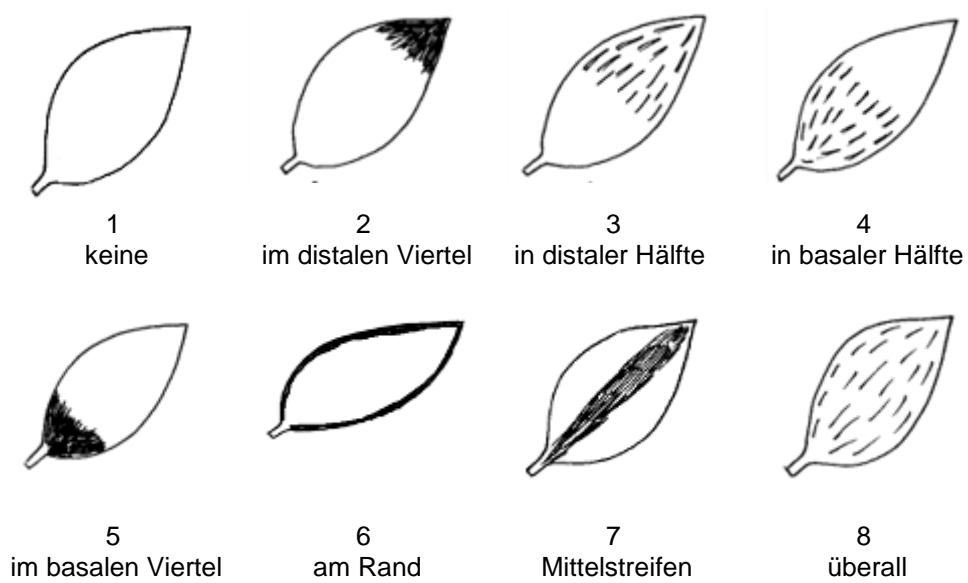 1 2 3 4
keine im distalen Viertel in distaler Hälfte in basaler Hälfte
5 6 7 8
im basalen Viertel am Rand Mittelstreifen überall